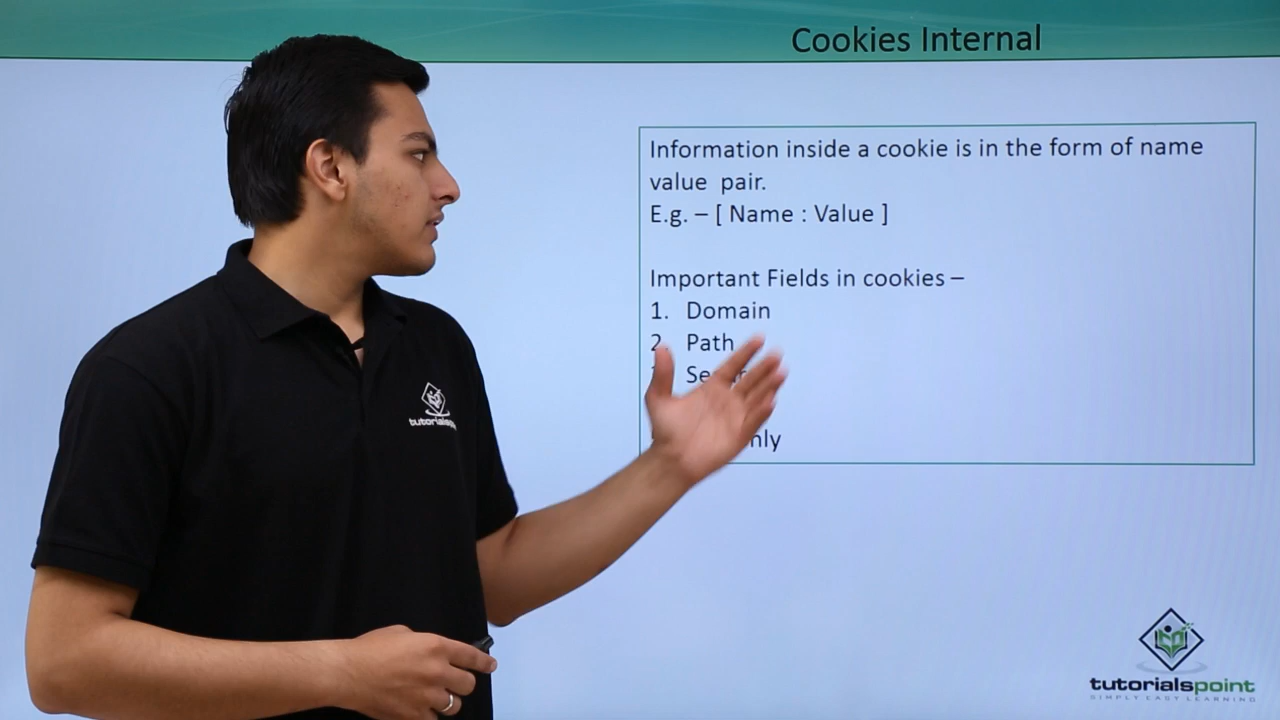 Cookies Internal
Information inside a cookie is in the form of name
value pair.
E.g. – [ Name : Value ]
Important Fields in cookies –
1. Domain
2. Path
tutorialspoint
SIMPLY EASY LEARNING